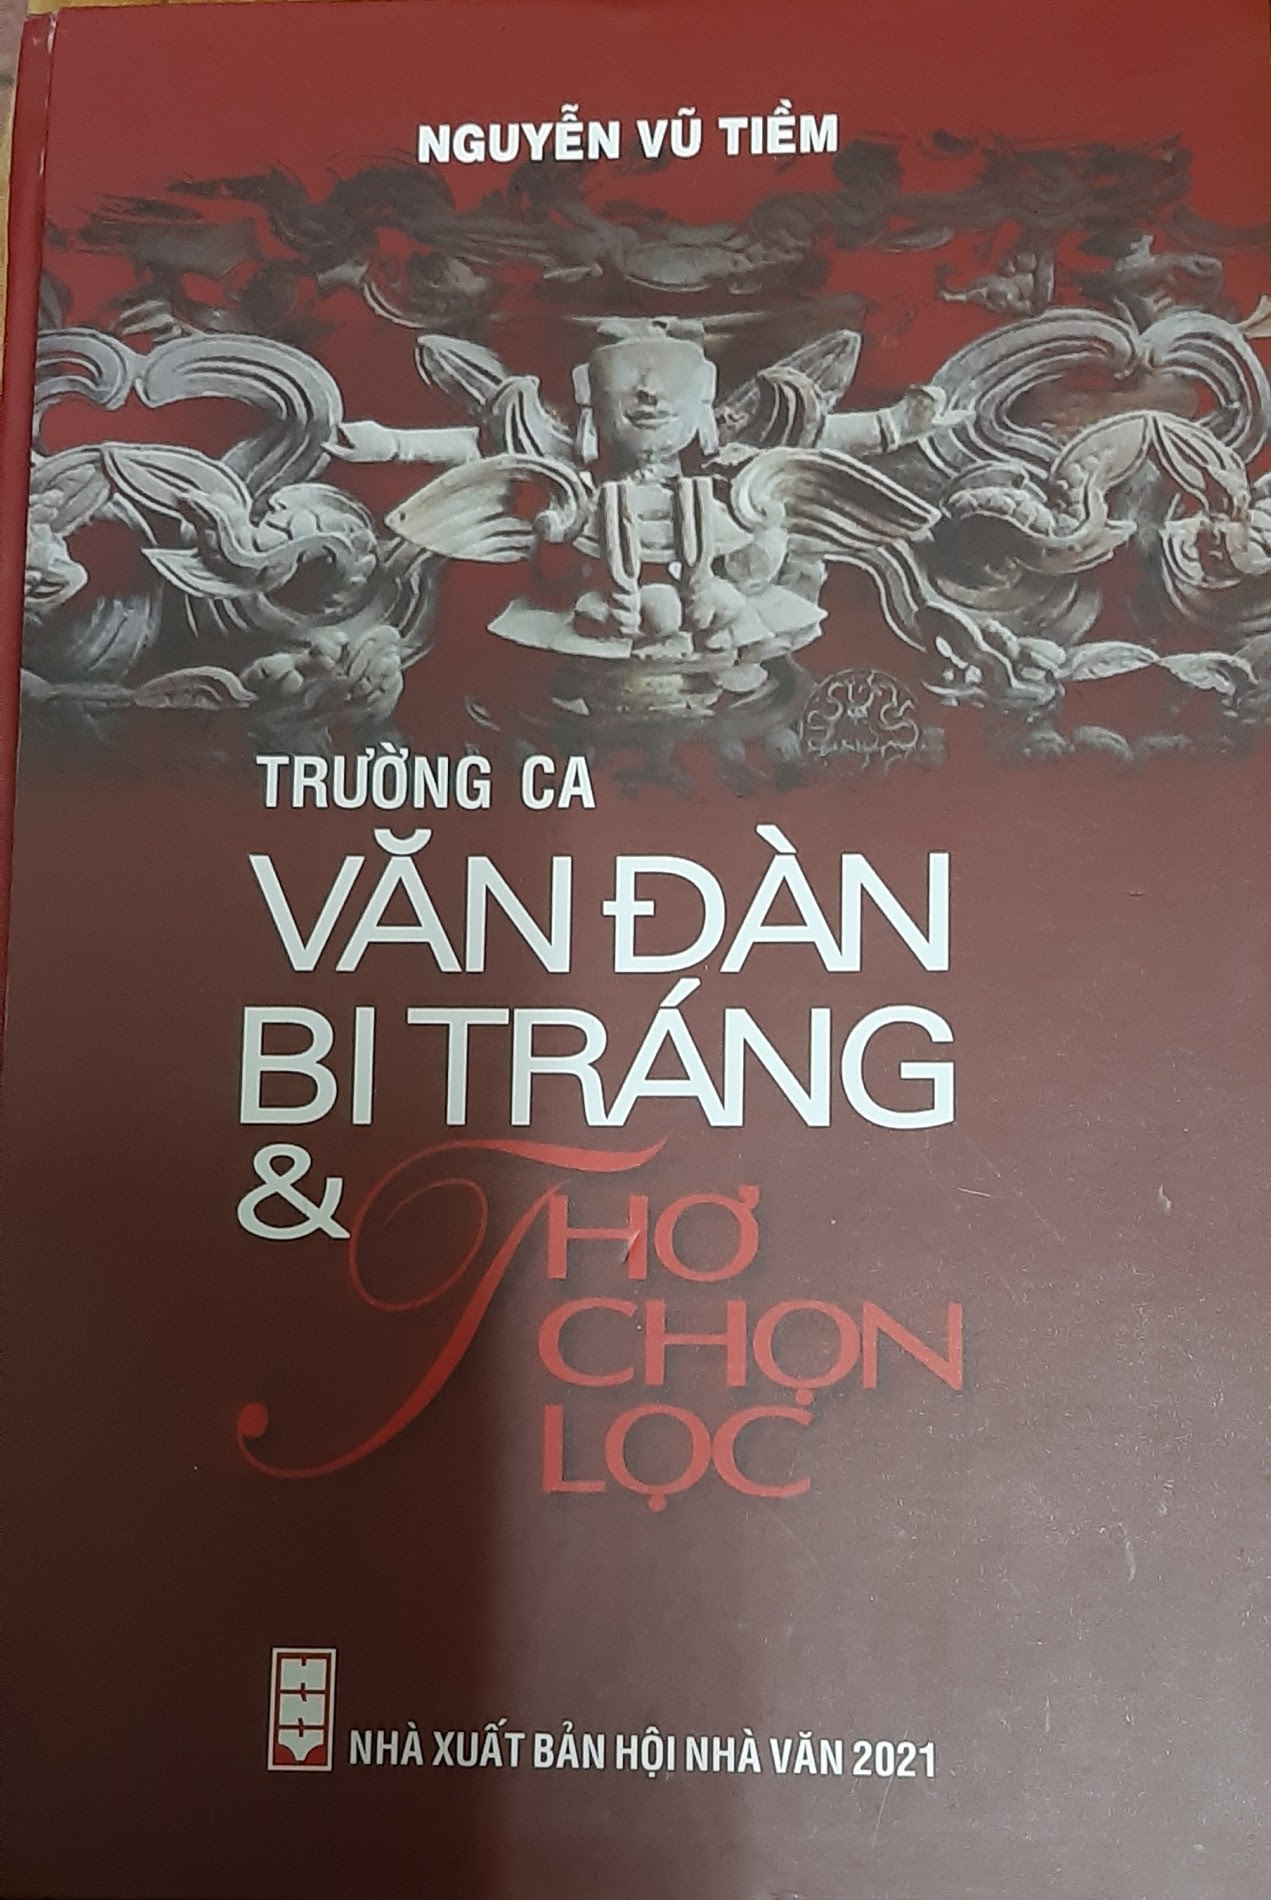 NGUYỄN VŨ TIỀM
TRƯỜNG CA
VĂN ĐÀN
BI TRÁNG
& THƠ
CHỌN
LỌC
NHÀ XUẤT BẢN HỘI NHÀ VĂN 2021